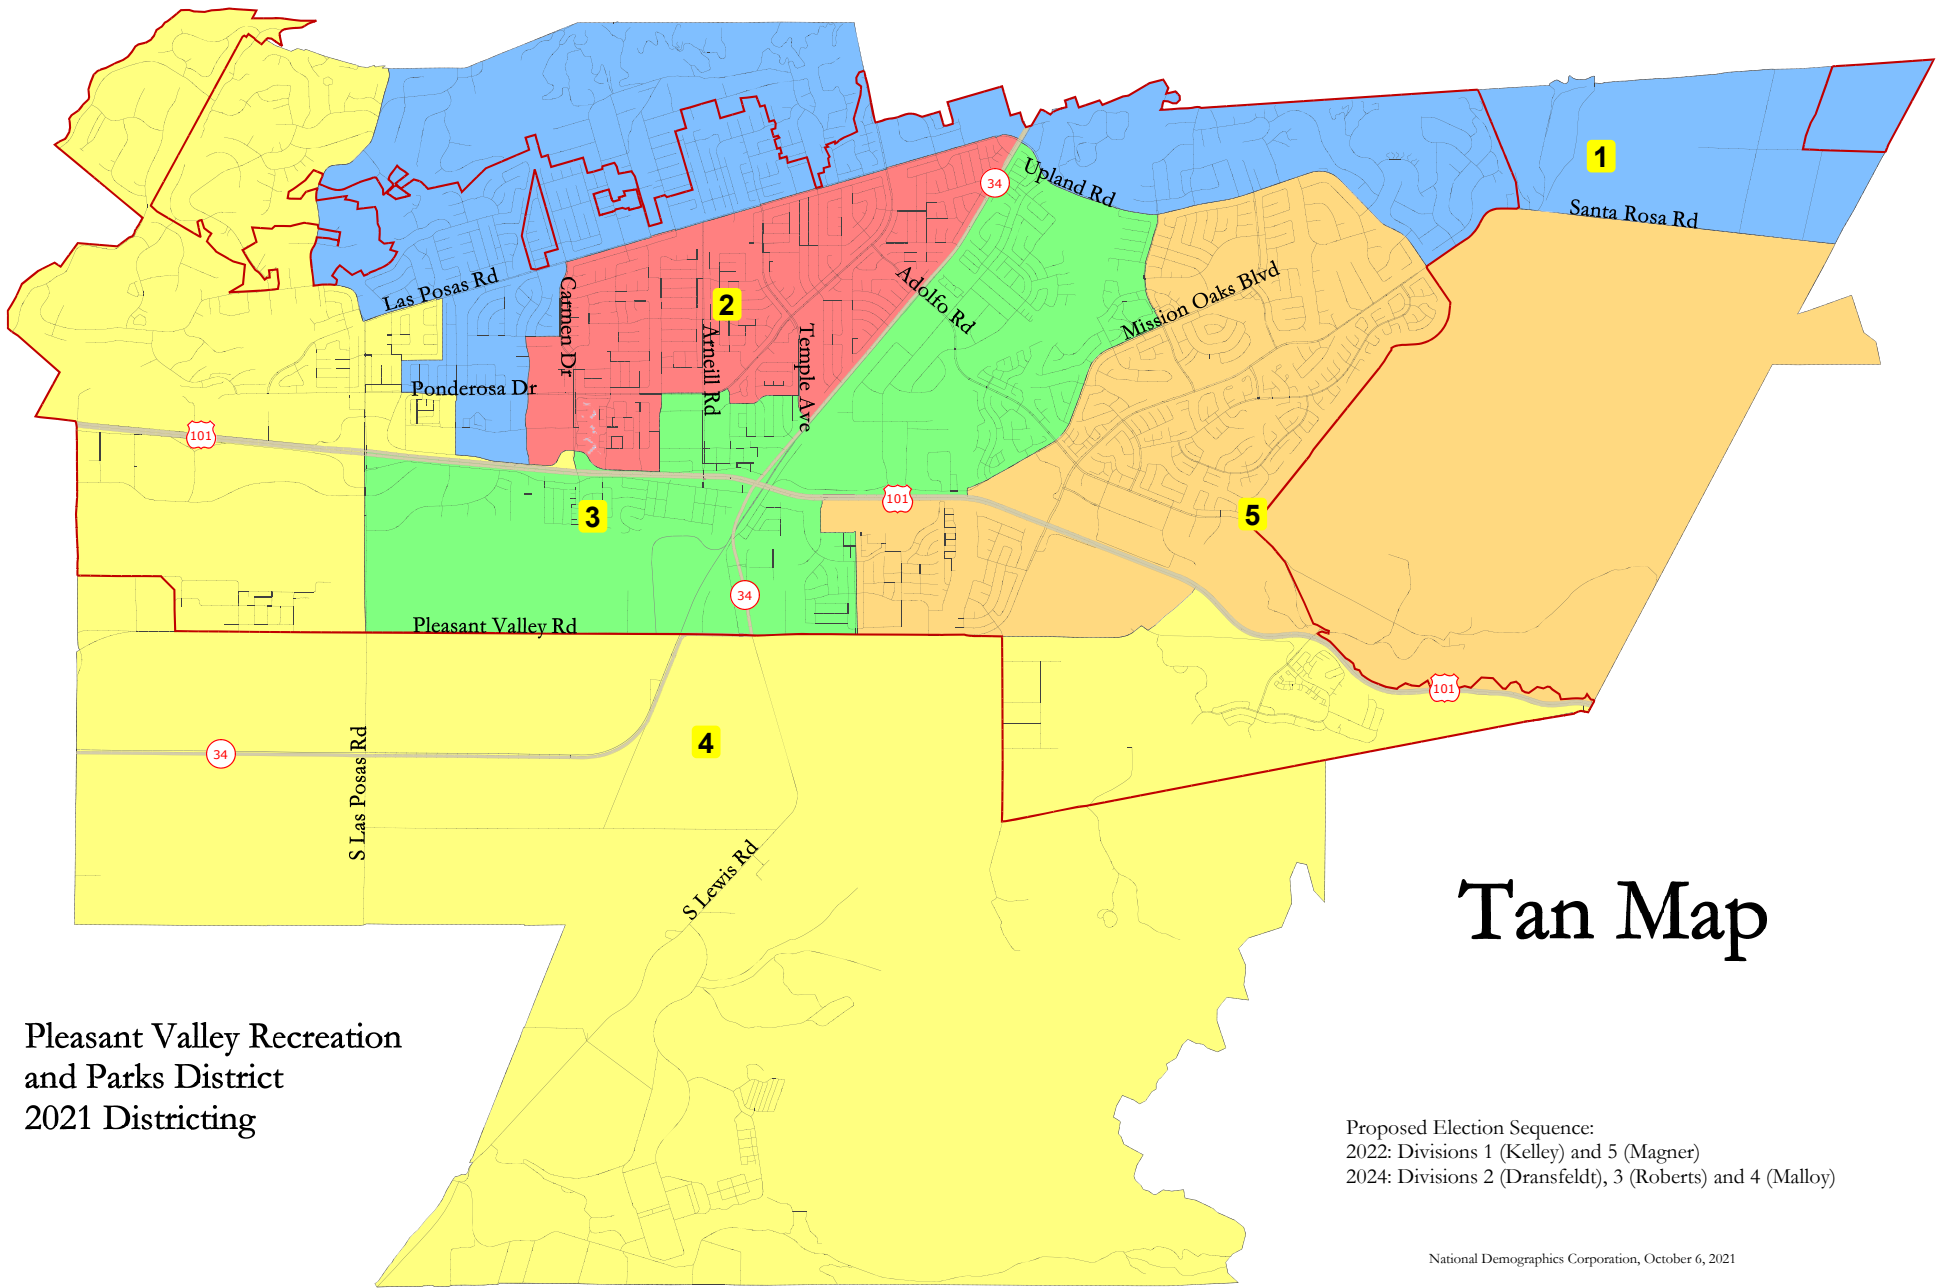 1
Upland Rd
34
Santa Rosa Rd
Las Posas Rd
Carmen Dr
2
Adolfo Rd
Mission Oaks Blvd
Arneill Rd
Temple Ave
Ponderosa Dr
101
101
3
5
34
Pleasant Valley Rd
101
34
S Las Posas Rd
4
S Lewis Rd
Tan Map
Pleasant Valley Recreation
and Parks District
2021 Districting
Proposed Election Sequence:
2022: Divisions 1 (Kelley) and 5 (Magner)
2024: Divisions 2 (Dransfeldt), 3 (Roberts) and 4 (Malloy)
National Demographics Corporation, October 6, 2021